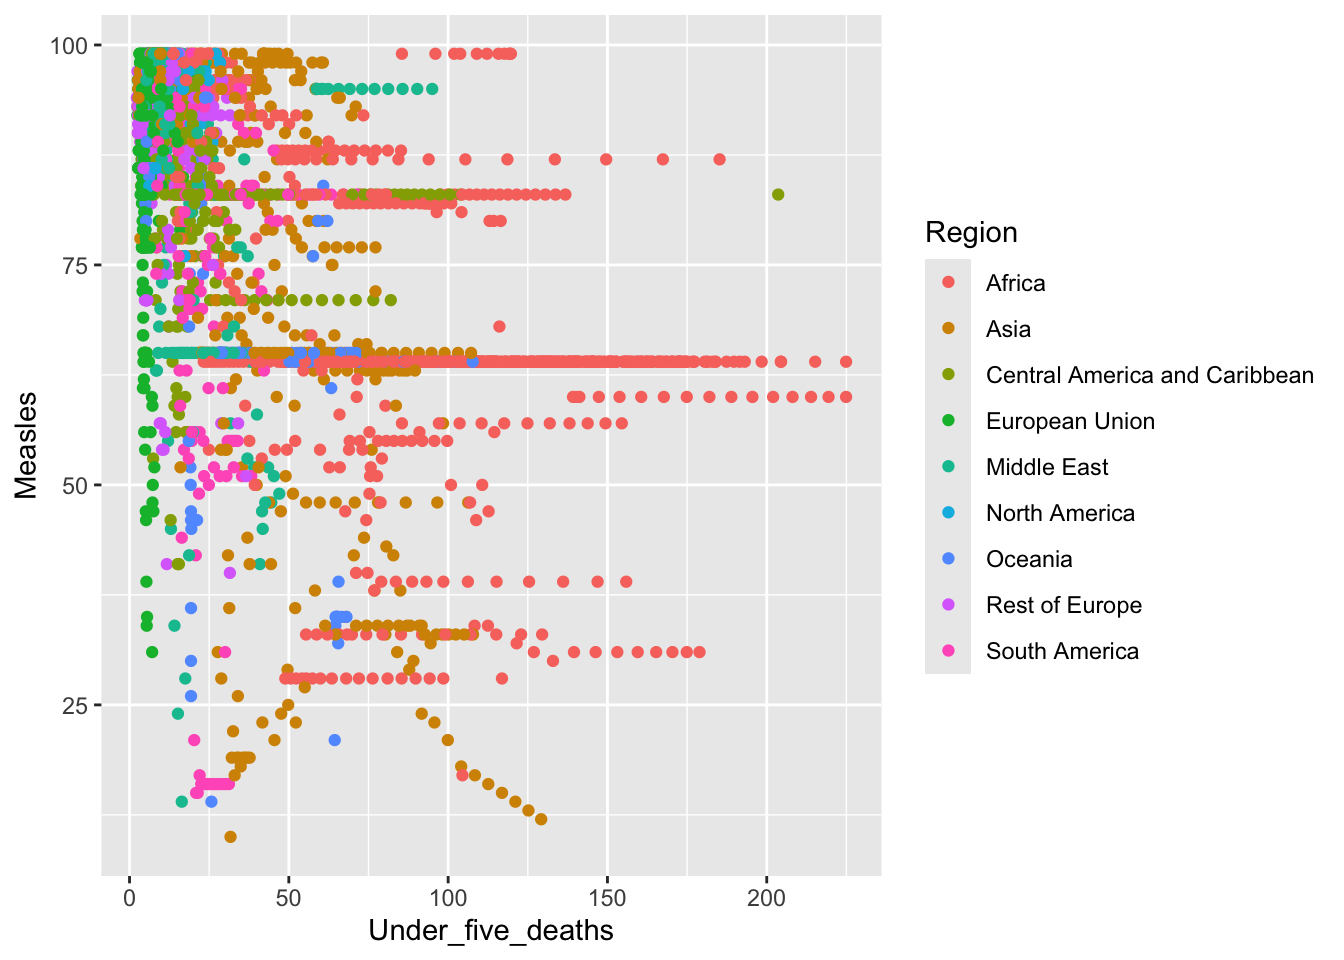 100
75
50
25
Measles
0 50 100 150 200
Under_five_deaths
Region
Africa
Asia
Central America and Caribbean
European Union
Middle East
North America
Oceania
Rest of Europe
South America